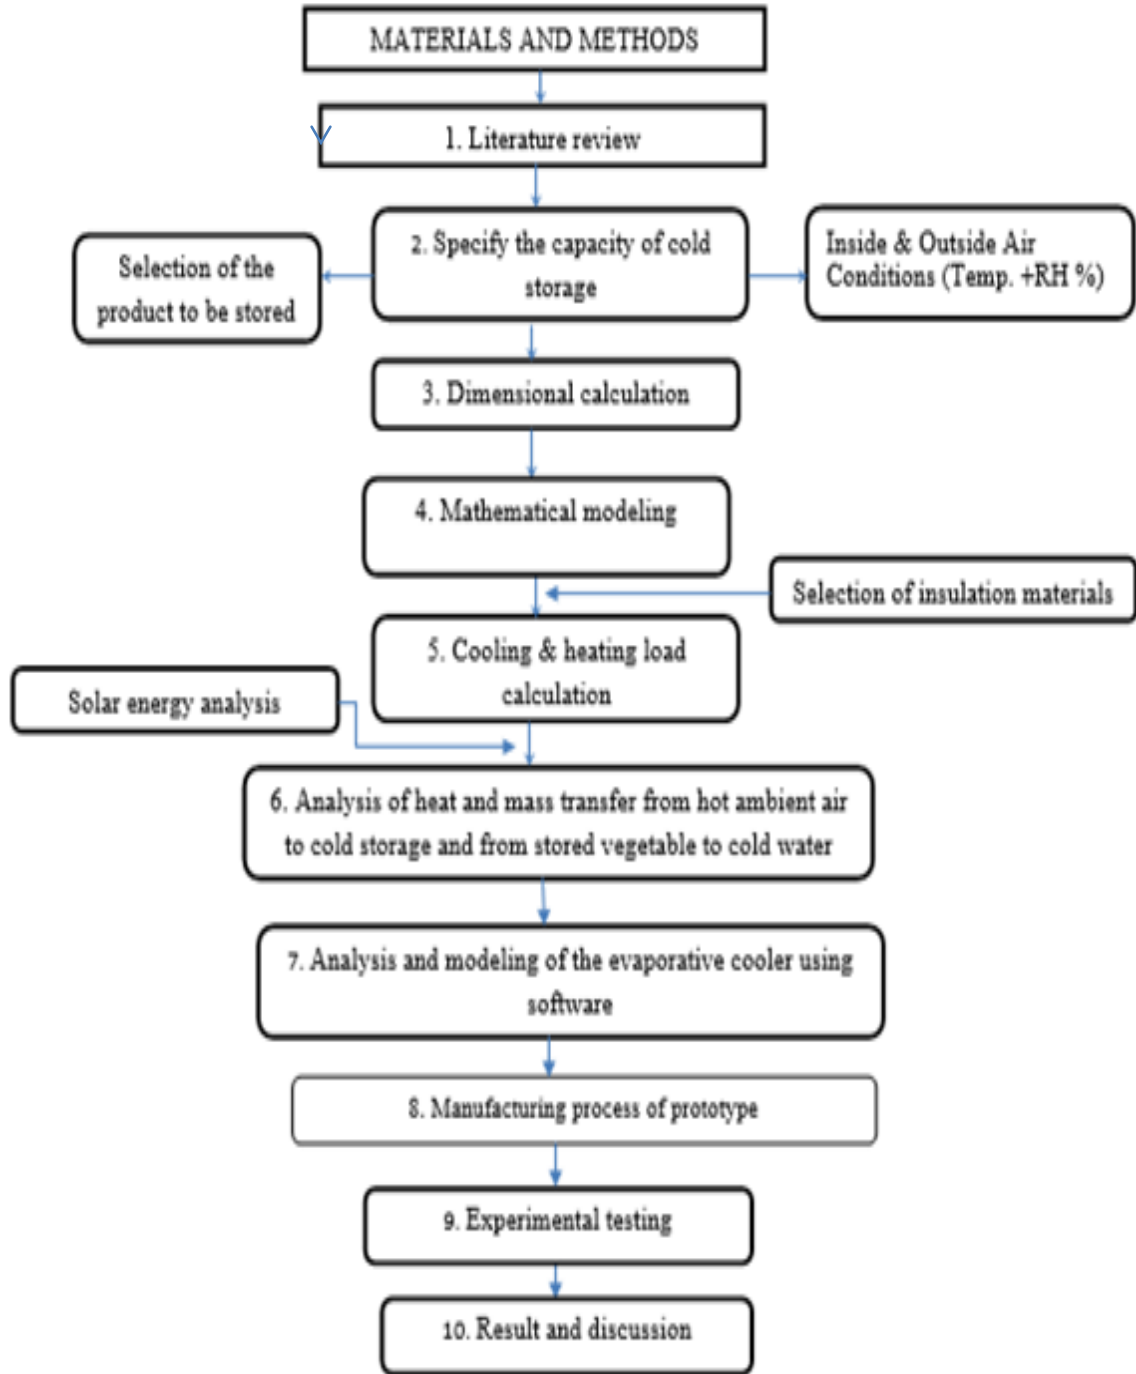 MATERIALS AND METHODS
1. Literature review
2. Specify the capacity of cold
storage
Selection of the
product to be stored
Inside & Outside Air
Conditions (Temp. +RH %)
3. Dimensional calculation
4. Mathematical modeling
Selection of insulation materials
5. Cooling & heating load
calculation
Solar energy analysis
6. Analysis of heat and mass transfer from hot ambient air
to cold storage and from stored vegetable to cold water
7. Analysis and modeling of the evaporative cooler using
software
8. Manufacturing process of prototype
9. Experimental testing
10. Result and discussion